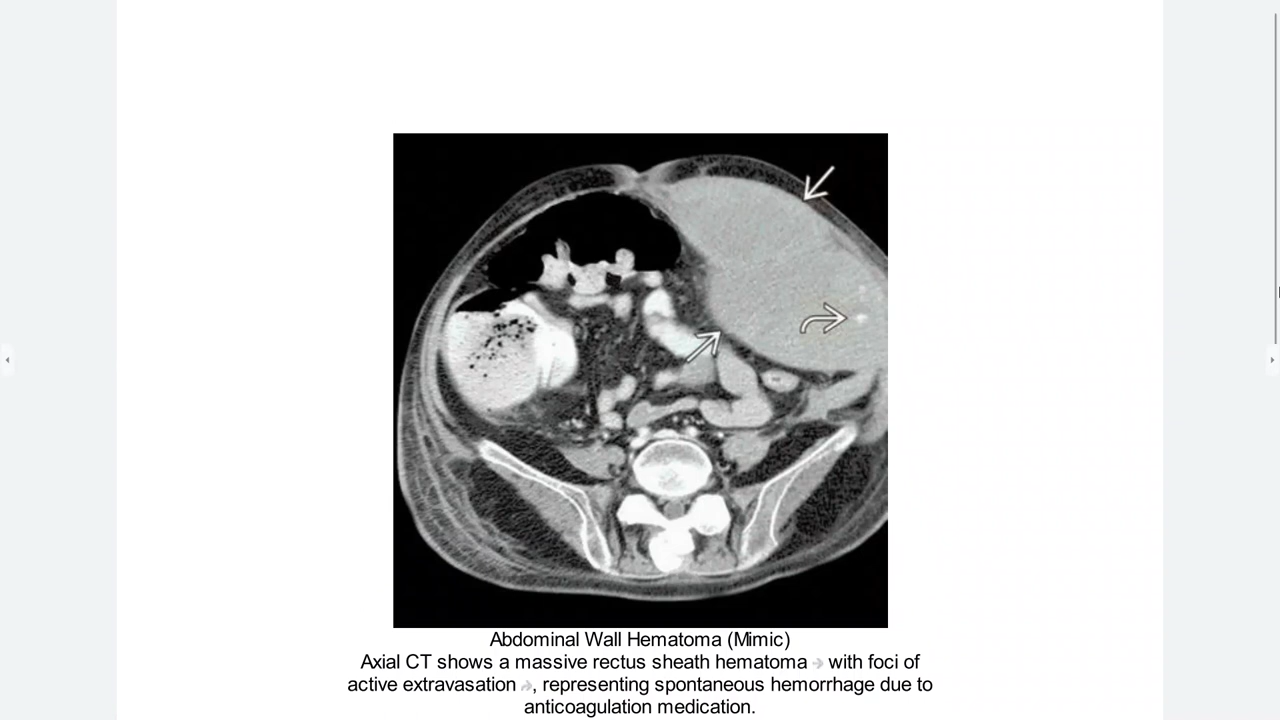 Abdominal Wall Hematoma (Mimic)
Axial CT shows a massive rectus sheath hematoma with foci of
active extravasation , representing spontaneous hemorrhage due to
anticoagulation medication.